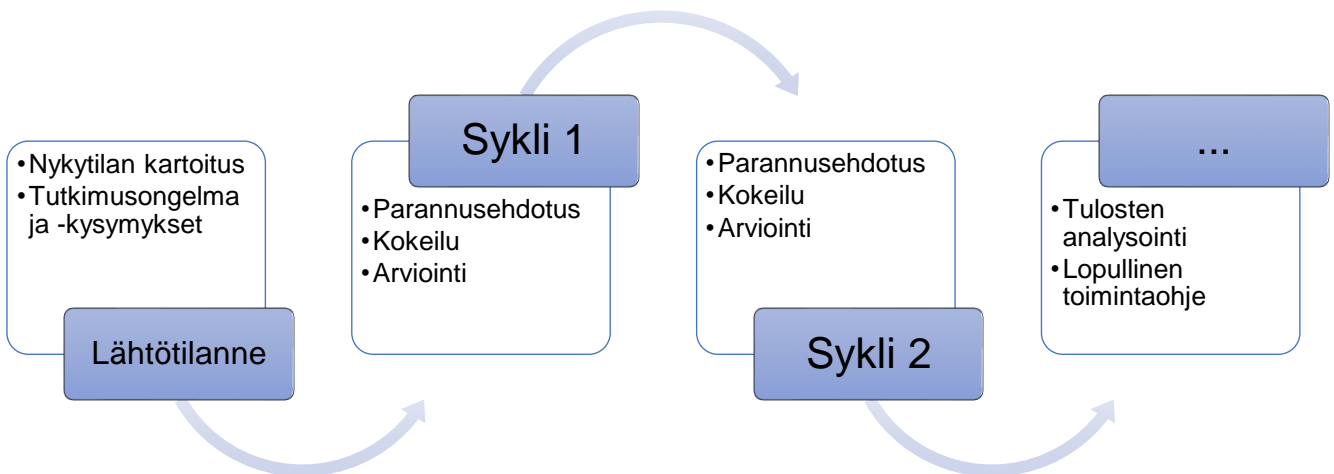 •Nykytilan kartoitus
•Tutkimusongelma
ja -kysymykset
Lähtötilanne
Sykli 1
•Parannusehdotus
•Kokeilu
•Arviointi
•Parannusehdotus
•Kokeilu
•Arviointi
Sykli 2
...
•Tulosten
analysointi
•Lopullinen
toimintaohje